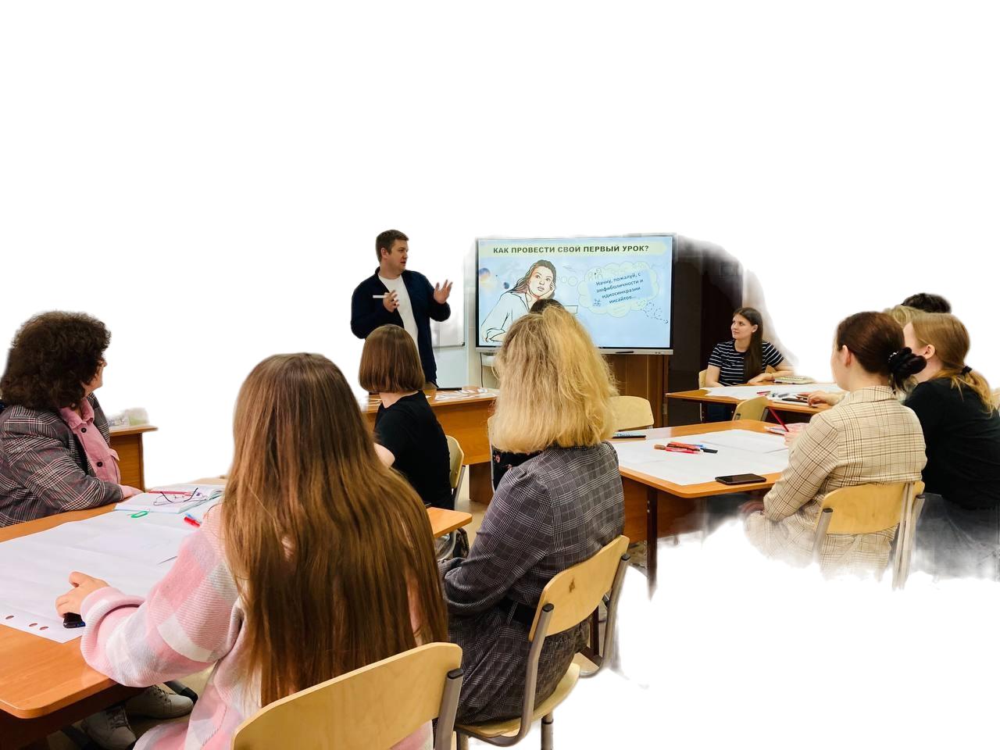 КАК ПРОВЕСТИ СВОЙ ПЕРВЫЙ УРОК?
Начну, пожалуй, с
амфиболичности и
идиосинкразии
инсайтов...